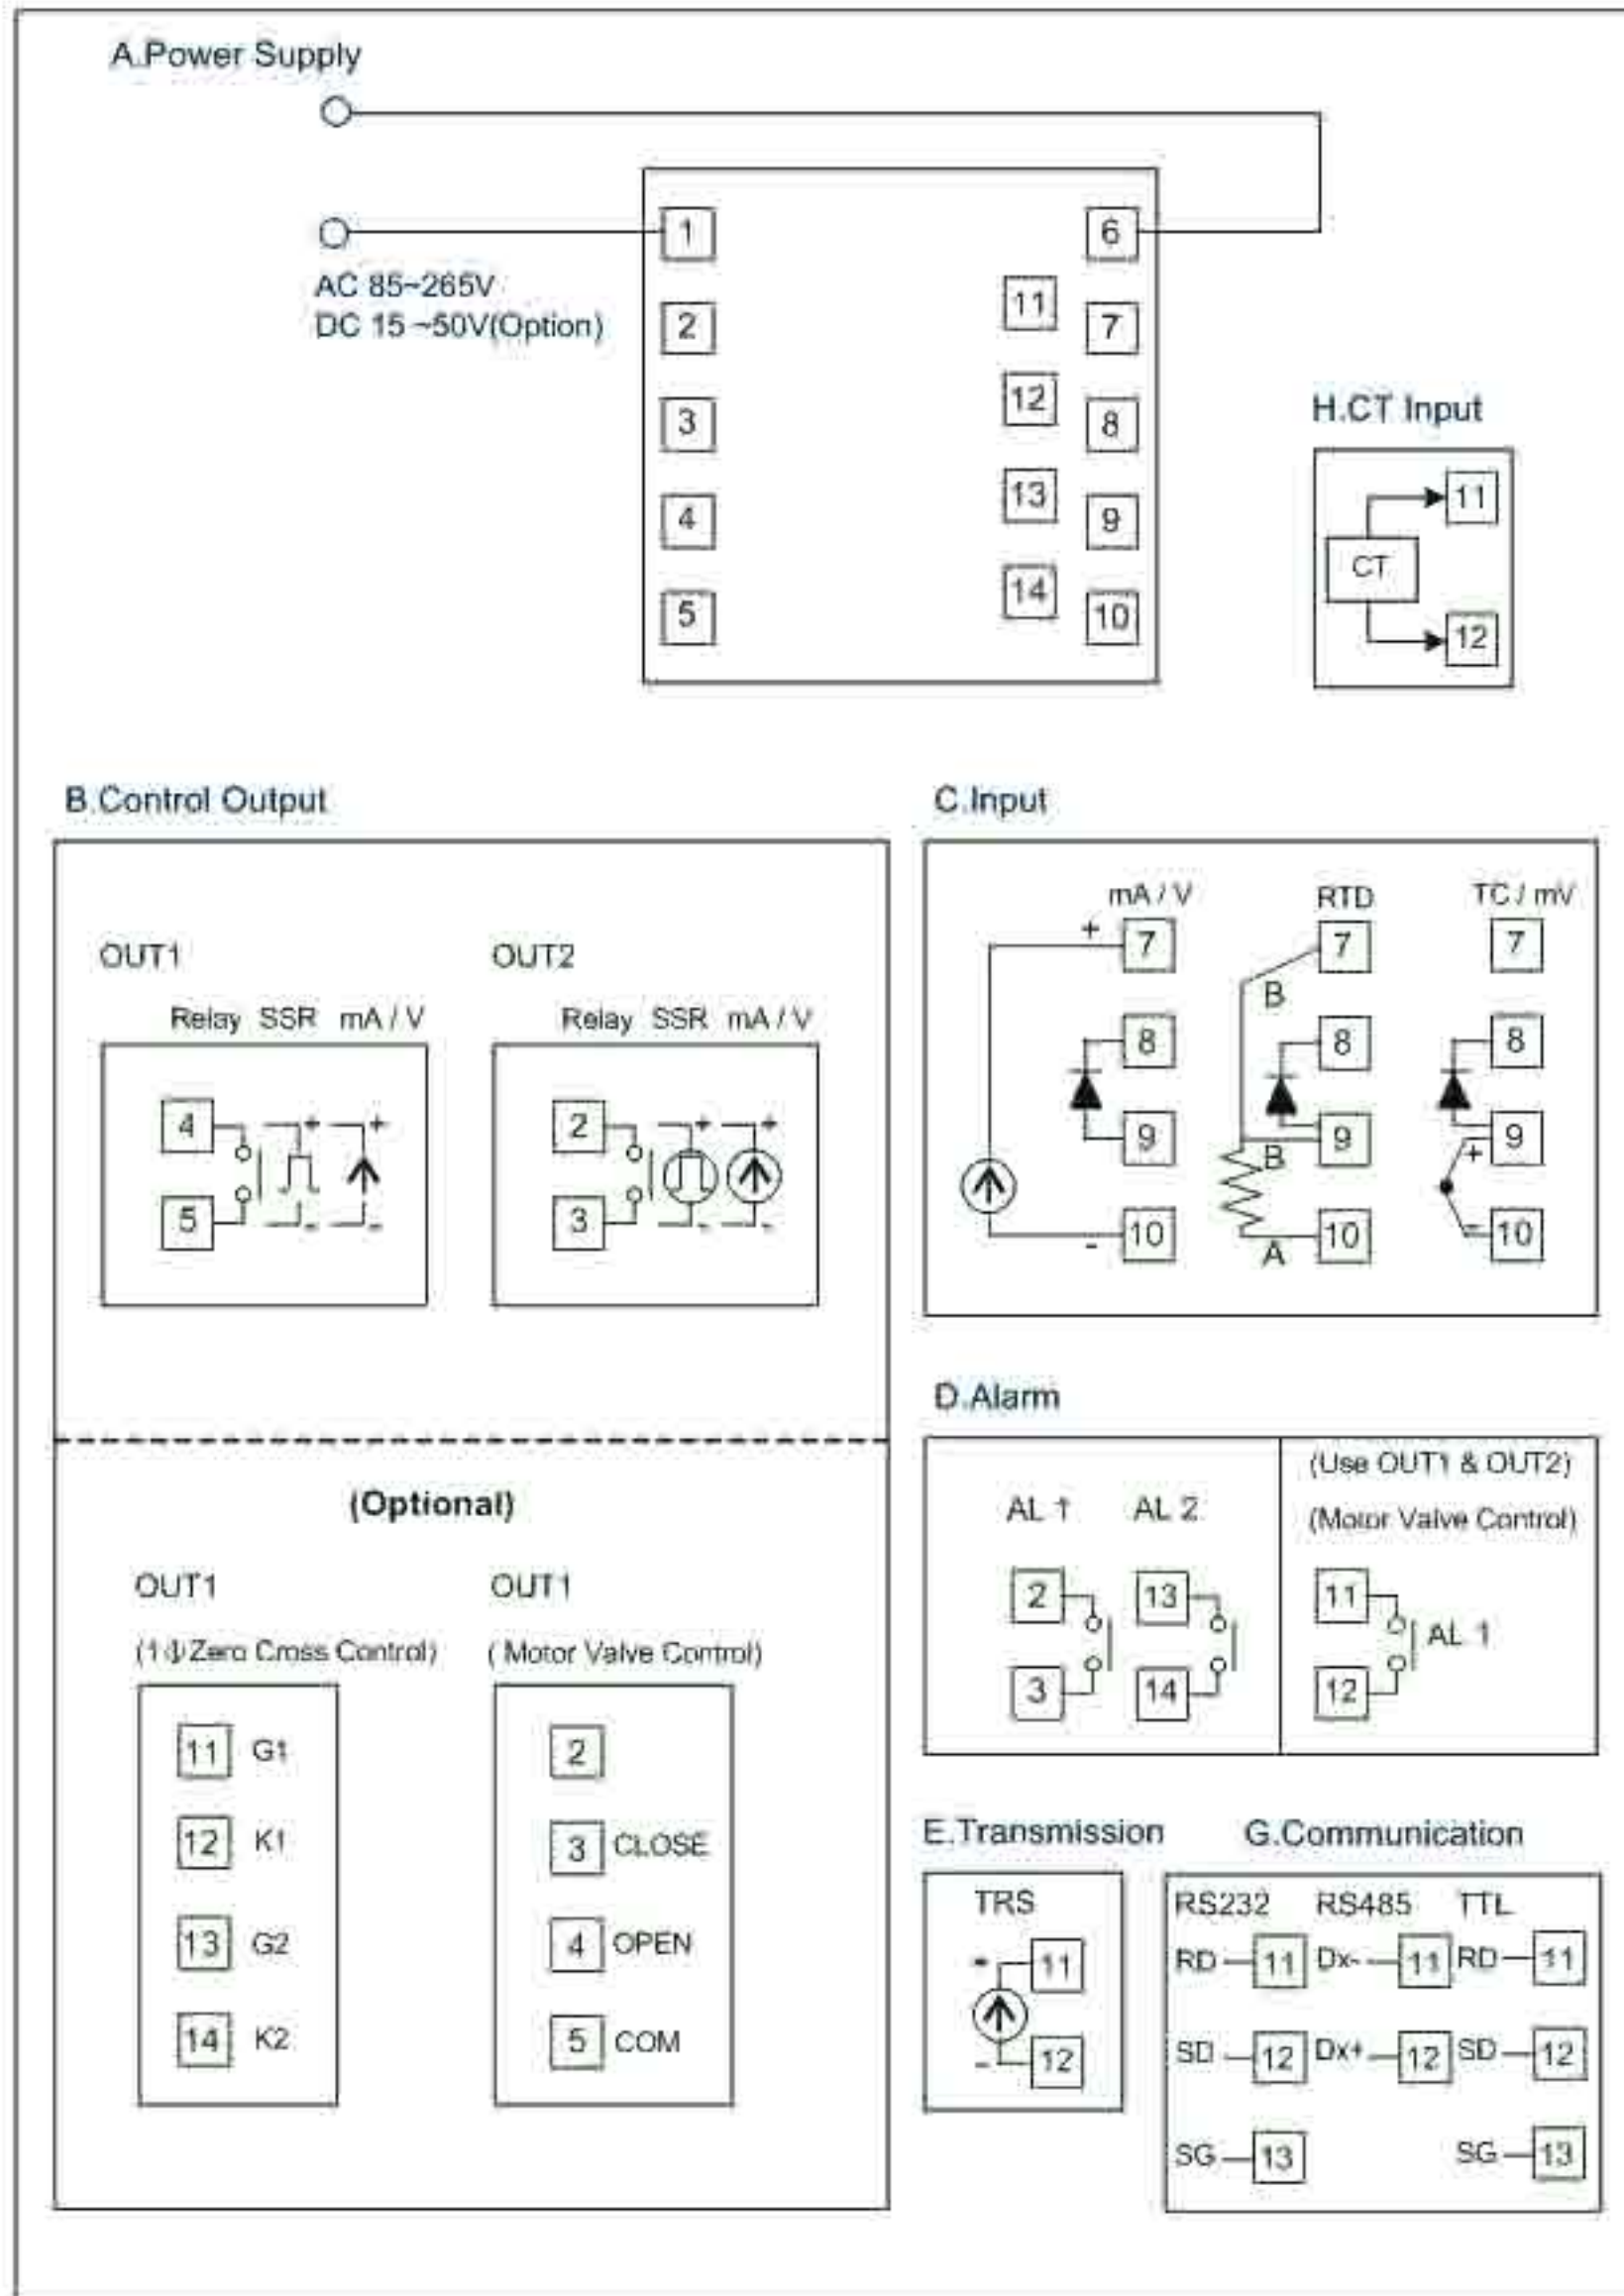 A.Power Supply
AC 85~265V
DC 15 ~50V(Option)
1
2
3
4
5
6
11
7
12
8
13
9
14
10
H.CT Input
CT
11
12
B.Control Output
OUT1
Relay SSR mA / V
4
5
+ +
- -
OUT2
Relay SSR mA / V
2
3
+ +
- -
C.Input
mA / V
+ 7
8
9
- 10
RTD
7
B
8
9
B
A
10
TC / mV
7
8
9
+
-
10
D.Alarm
AL 1
2
3
AL 2
13
14
(Use OUT1 & OUT2)
(Motor Valve Control)
11
12
AL 1
(Optional)
OUT1
(1ϕZero Cross Control)
11 G1
12 K1
13 G2
14 K2
OUT1
( Motor Valve Control)
2
3 CLOSE
4 OPEN
5 COM
E.Transmission
TRS
+ 11
- 12
G.Communication
RS232 RS485 TTL
RD 11 Dx- 11 RD 11
SD 12 Dx+ 12 SD 12
SG 13 SG 13